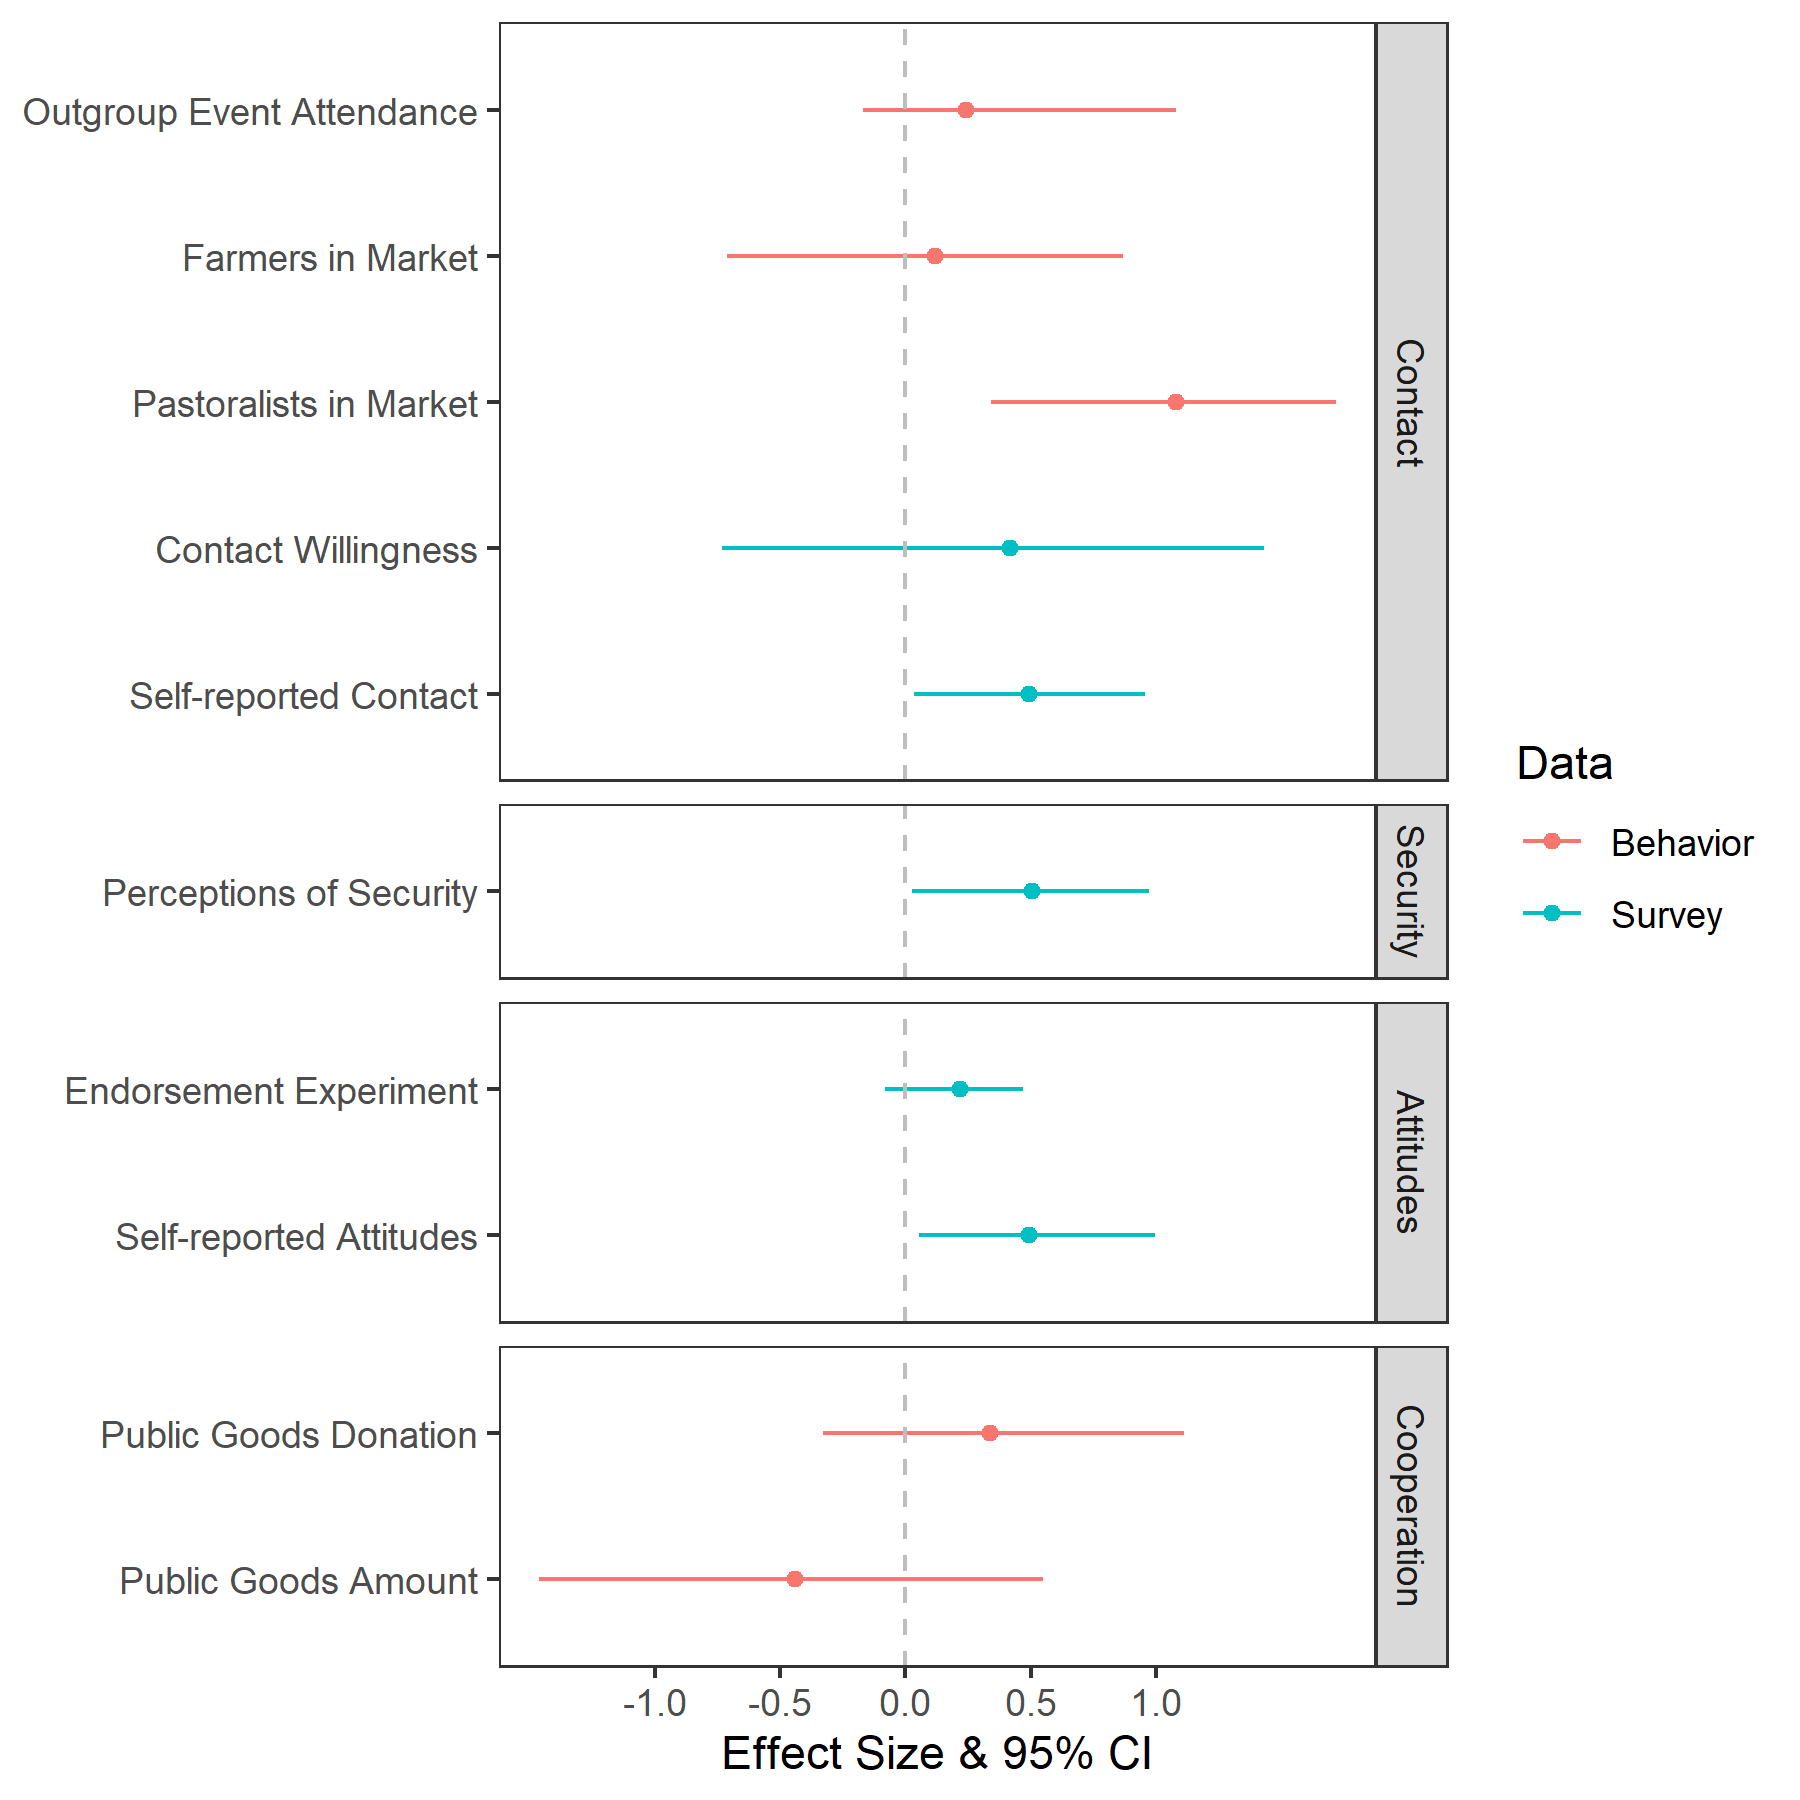 Outgroup Event Attendance
Farmers in Market
Pastoralists in Market
Contact Willingness
Self-reported Contact
Contact
Perceptions of Security
Security
Endorsement Experiment
Self-reported Attitudes
Attitudes
Public Goods Donation
Public Goods Amount
Cooperation
-1.0 -0.5 0.0 0.5 1.0
Effect Size & 95% CI
Data
Behavior
Survey